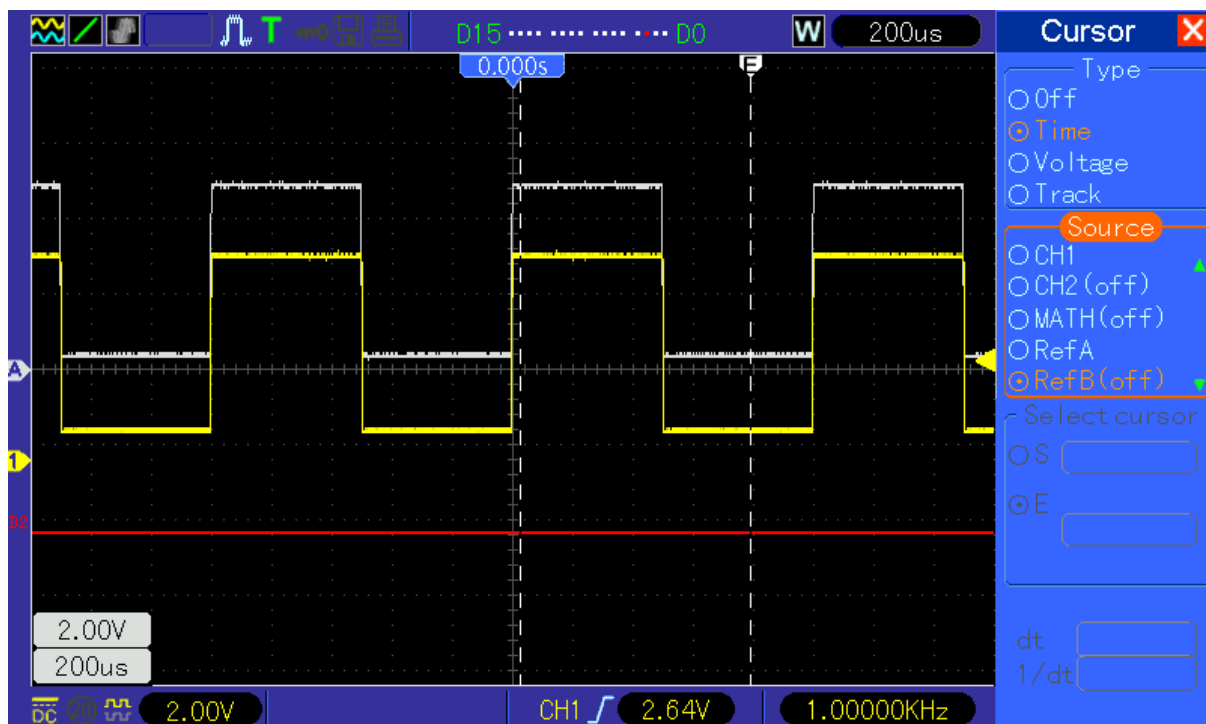 T D15 D0 W 200us Cursor X
0.000s E
Type
Off
Time
Voltage
Track
Source
CH1
CH2(off)
MATH(off)
RefA
RefB(off)
A
Select cursor
S
1
E
D2
2.00V
200us
dt
1/dt
DC 20 2.00V CH1 2.64V 1.00000KHz